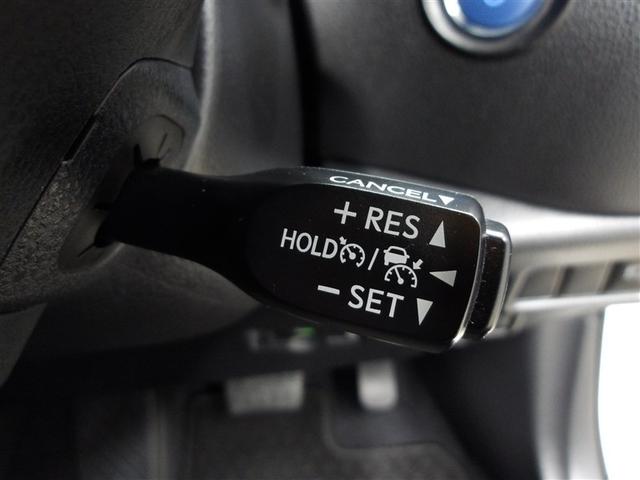 CANCEL▼
+ RES ▲
HOLD / ◀
− SET ▼